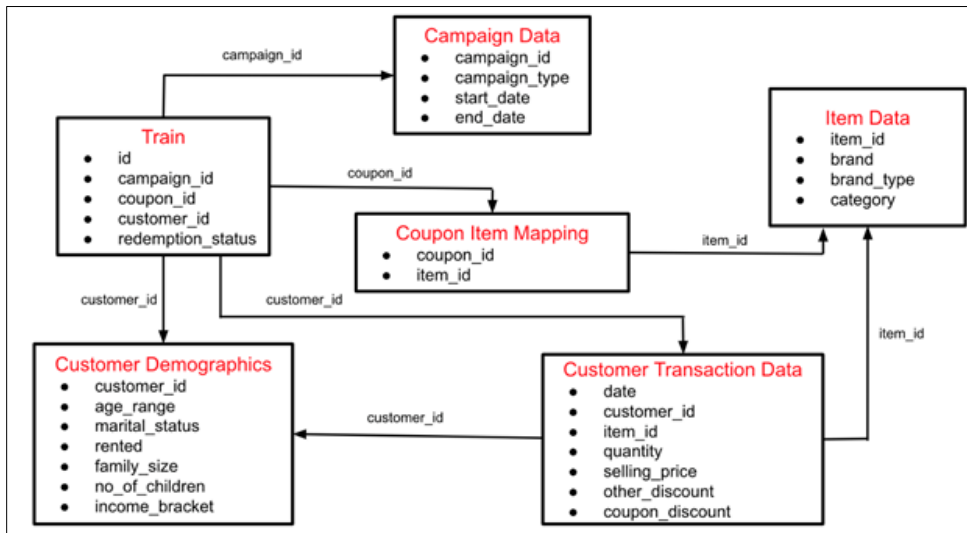 Campaign Data
• campaign_id
• campaign_type
• start_date
• end_date
campaign_id
Train
• id
• campaign_id
• coupon_id
• customer_id
• redemption_status
Item Data
• item_id
• brand
• brand_type
• category
coupon_id
Coupon Item Mapping
• coupon_id
• item_id
item_id
customer_id
customer_id
item_id
Customer Demographics
• customer_id
• age_range
• marital_status
• rented
• family_size
• no_of_children
• income_bracket
customer_id
Customer Transaction Data
• date
• customer_id
• item_id
• quantity
• selling_price
• other_discount
• coupon_discount